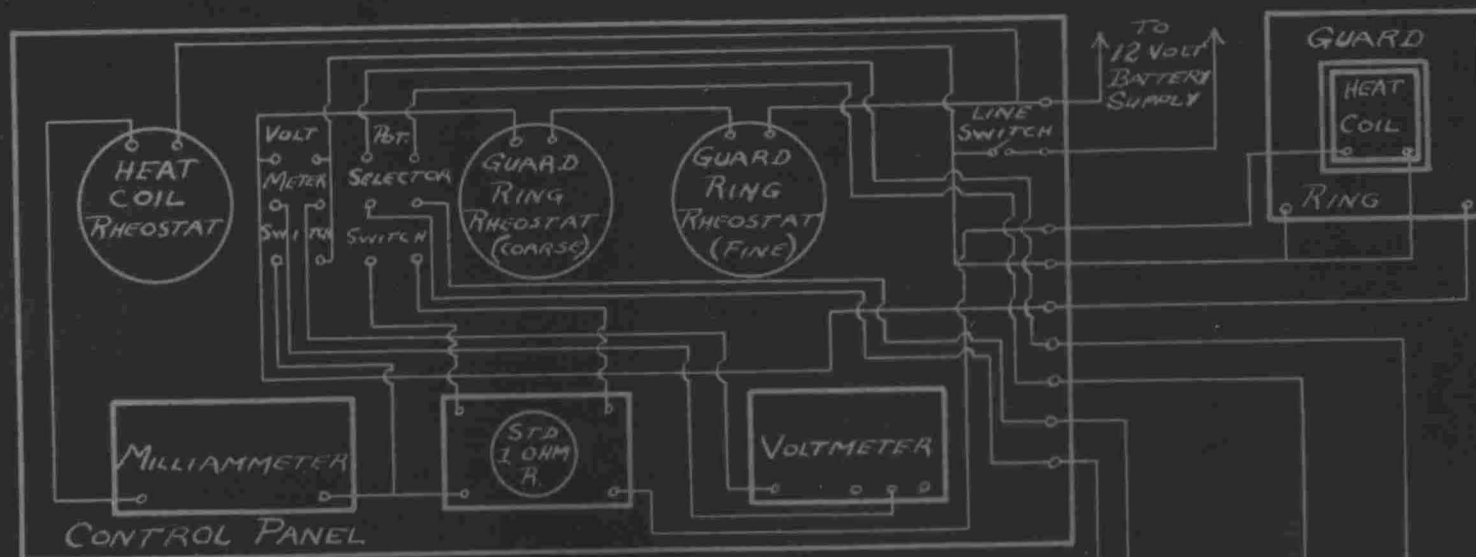 TO
12 VOLT
BATTERY
SUPPLY
GUARD
HEAT
COIL
RING
LINE
SWITCH
HEAT
COIL
RHEOSTAT
VOLT
METER
SWITCH
POT.
SELECTOR
SWITCH
GUARD
RING
RHEOSTAT
(COARSE)
GUARD
RING
RHEOSTAT
(FINE)
MILLIAMMETER
STD
1 OHM
R.
VOLTMETER
CONTROL PANEL